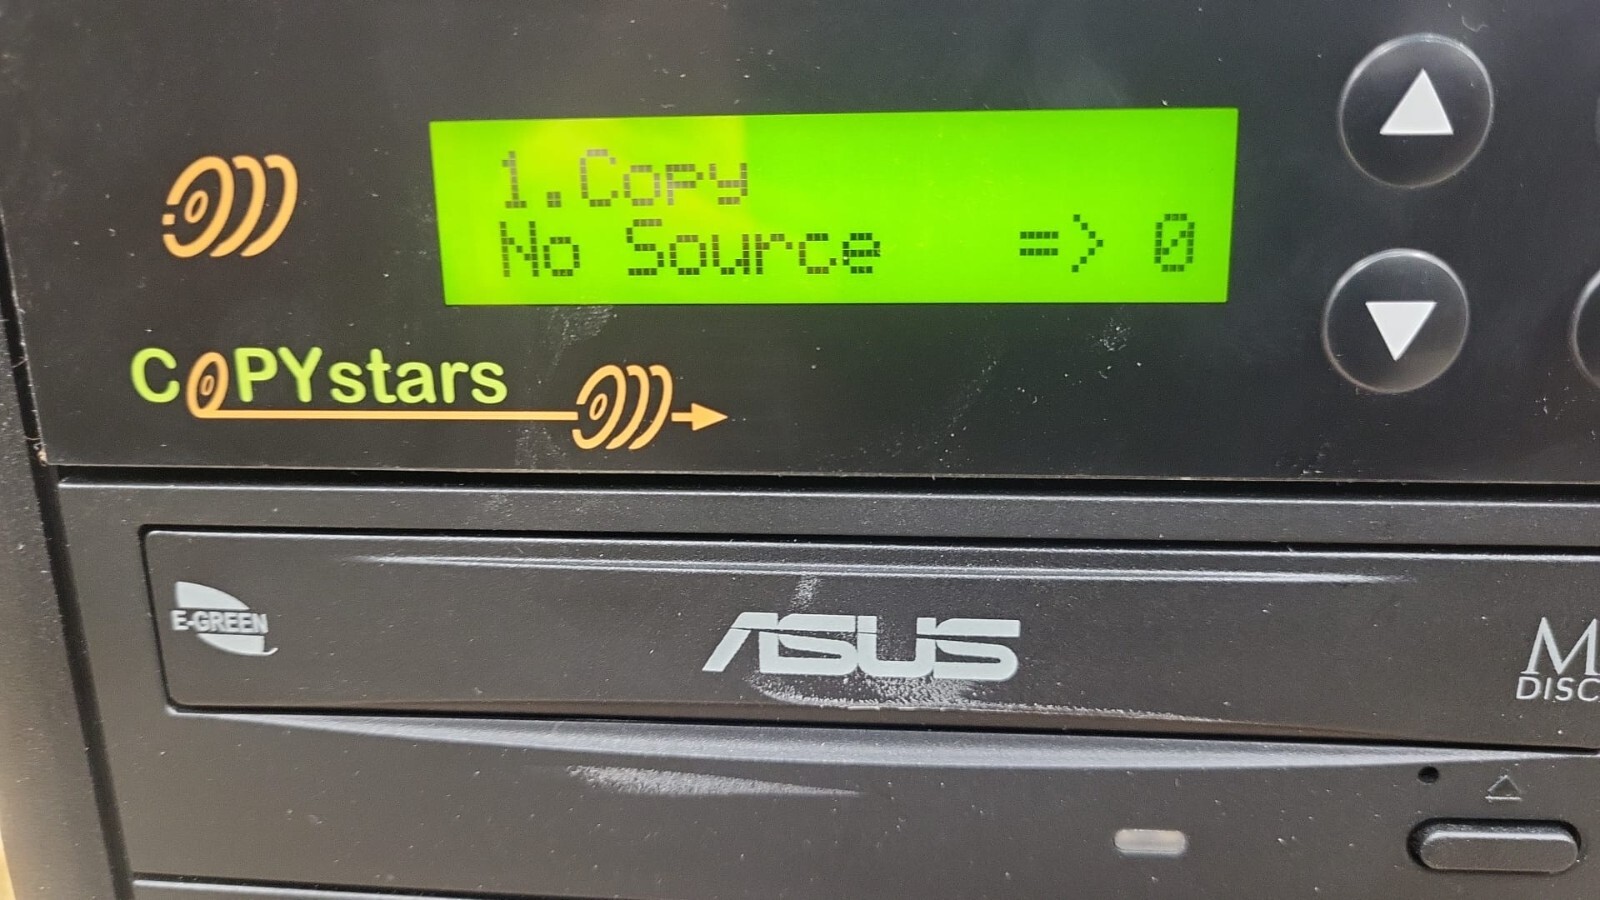 1.Copy
No Source => 0
COPYstars
E-GREEN
ASUS
DISC